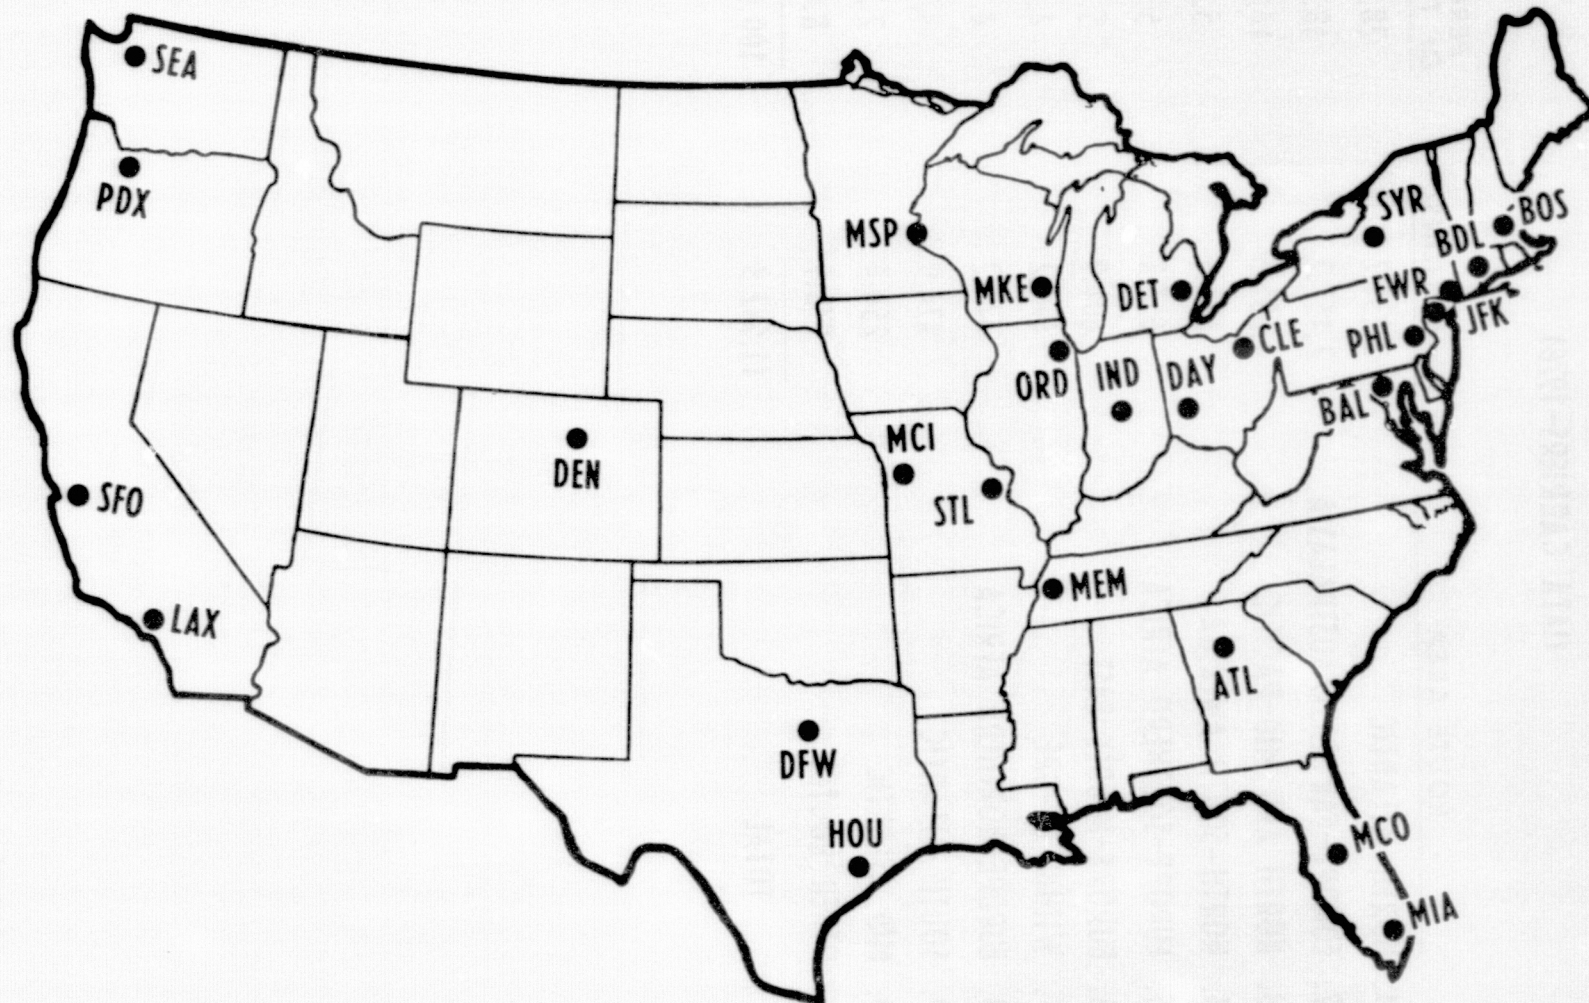 SEA
PDX
SYR
BOS
MSP
BDL
MKE
DET
EWR
JFK
CLE
PHL
ORD
IND
DAY
BAL
MCI
DEN
STL
SFO
MEM
LAX
ATL
DFW
HOU
MCO
MIA